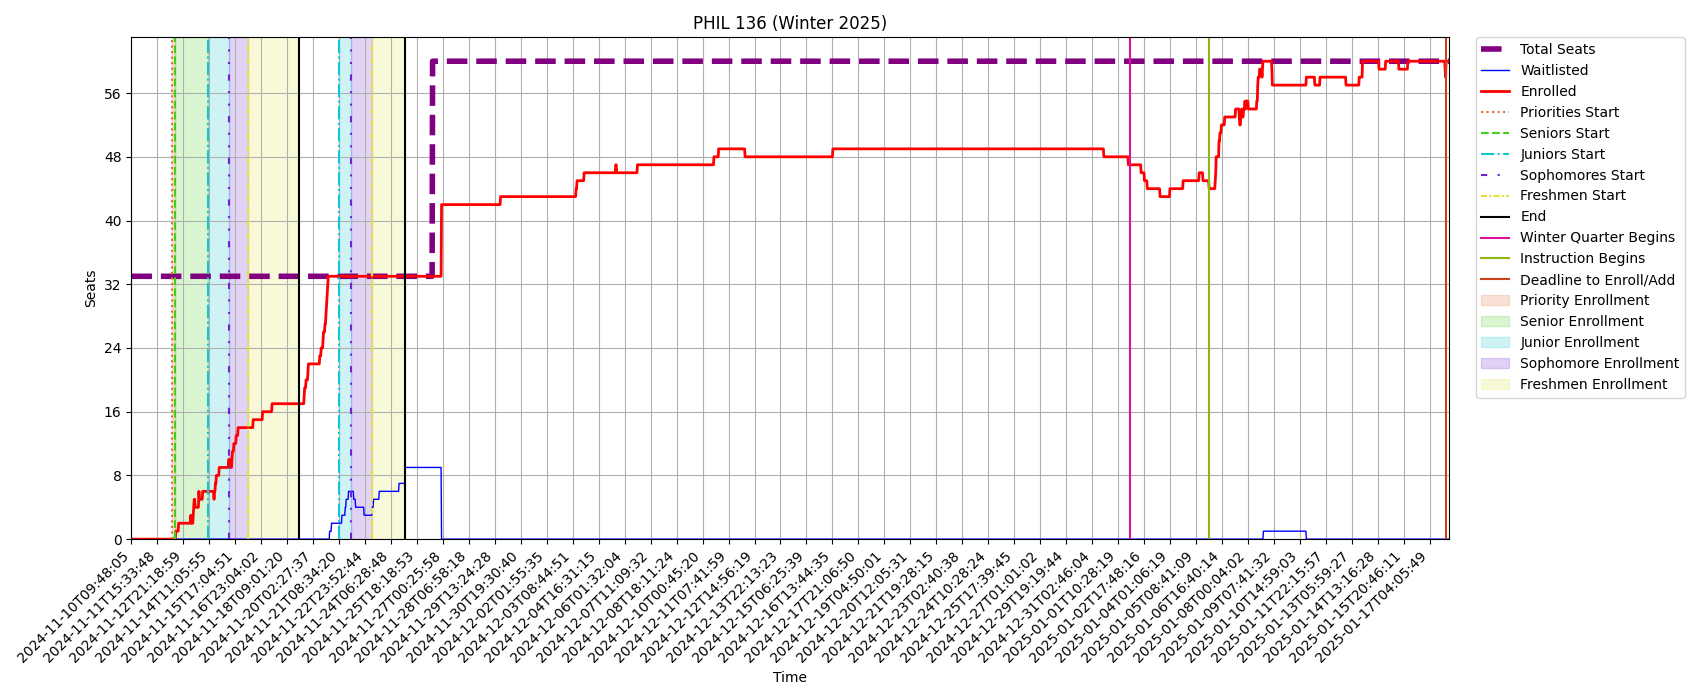 PHIL 136 (Winter 2025)
Seats
56
48
40
32
24
16
8
0
2024-11-10T09:48:05
2024-11-11T15:33:48
2024-11-12T21:18:59
2024-11-14T11:05:55
2024-11-15T17:04:51
2024-11-16T23:04:02
2024-11-18T09:01:20
2024-11-20T02:27:37
2024-11-21T08:34:20
2024-11-22T23:52:44
2024-11-24T06:28:48
2024-11-25T18:18:53
2024-11-27T00:25:58
2024-11-28T06:58:18
2024-11-29T13:24:28
2024-11-30T19:30:40
2024-12-02T01:55:35
2024-12-03T08:44:51
2024-12-04T16:31:15
2024-12-06T01:32:04
2024-12-07T11:09:32
2024-12-08T18:11:24
2024-12-10T00:45:20
2024-12-11T07:41:59
2024-12-12T14:56:19
2024-12-13T22:13:23
2024-12-15T06:25:39
2024-12-16T13:44:35
2024-12-17T21:06:50
2024-12-19T04:50:01
2024-12-20T12:05:31
2024-12-21T19:28:15
2024-12-23T02:40:38
2024-12-24T10:28:24
2024-12-25T17:39:45
2024-12-27T01:01:02
2024-12-29T19:19:44
2024-12-31T02:46:04
2025-01-01T10:28:19
2025-01-02T17:48:16
2025-01-04T01:06:19
2025-01-05T08:41:09
2025-01-06T16:40:14
2025-01-08T00:04:02
2025-01-09T07:41:32
2025-01-10T14:59:03
2025-01-11T22:15:57
2025-01-13T05:59:27
2025-01-14T13:16:28
2025-01-15T20:46:11
2025-01-17T04:05:49
Time
Total Seats
Waitlisted
Enrolled
Priorities Start
Seniors Start
Juniors Start
Sophomores Start
Freshmen Start
End
Winter Quarter Begins
Instruction Begins
Deadline to Enroll/Add
Priority Enrollment
Senior Enrollment
Junior Enrollment
Sophomore Enrollment
Freshmen Enrollment